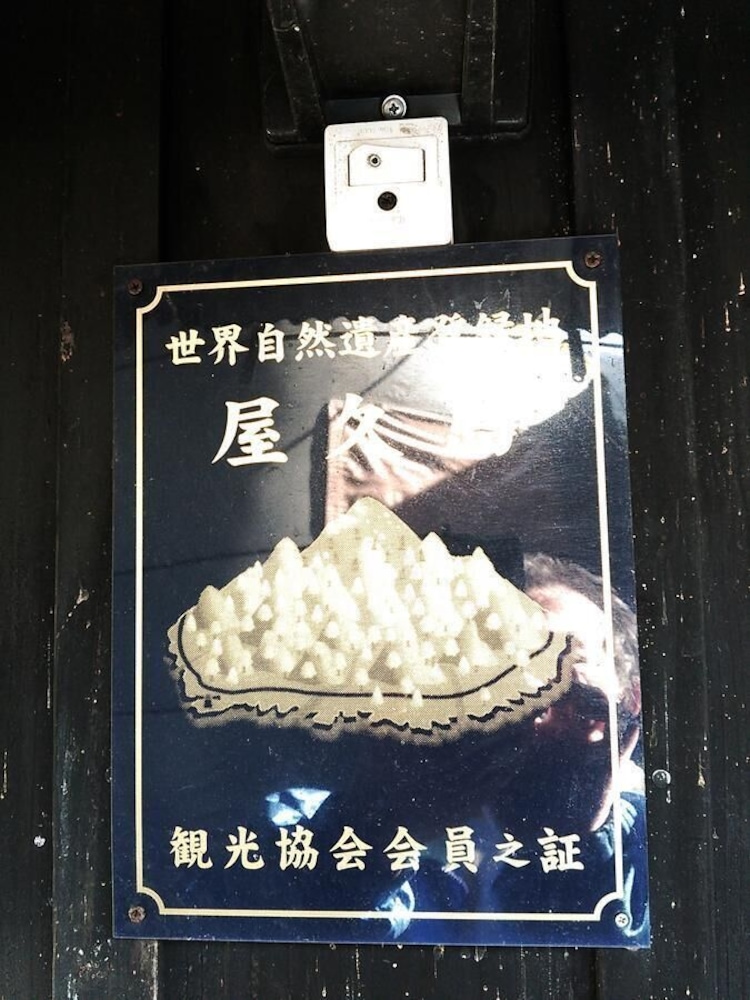 世界自然遺産登録地
屋久島
観光協会会員之証